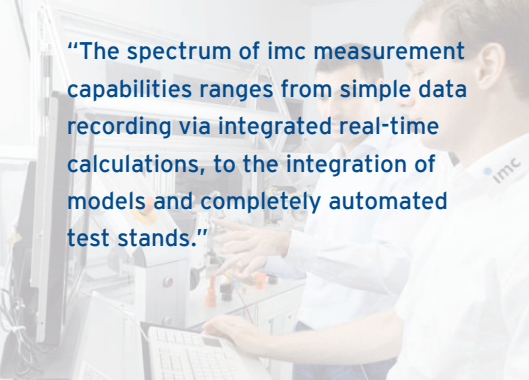 “The spectrum of imc measurement
capabilities ranges from simple data
recording via integrated real-time
calculations, to the integration of
models and completely automated
test stands.”
imc